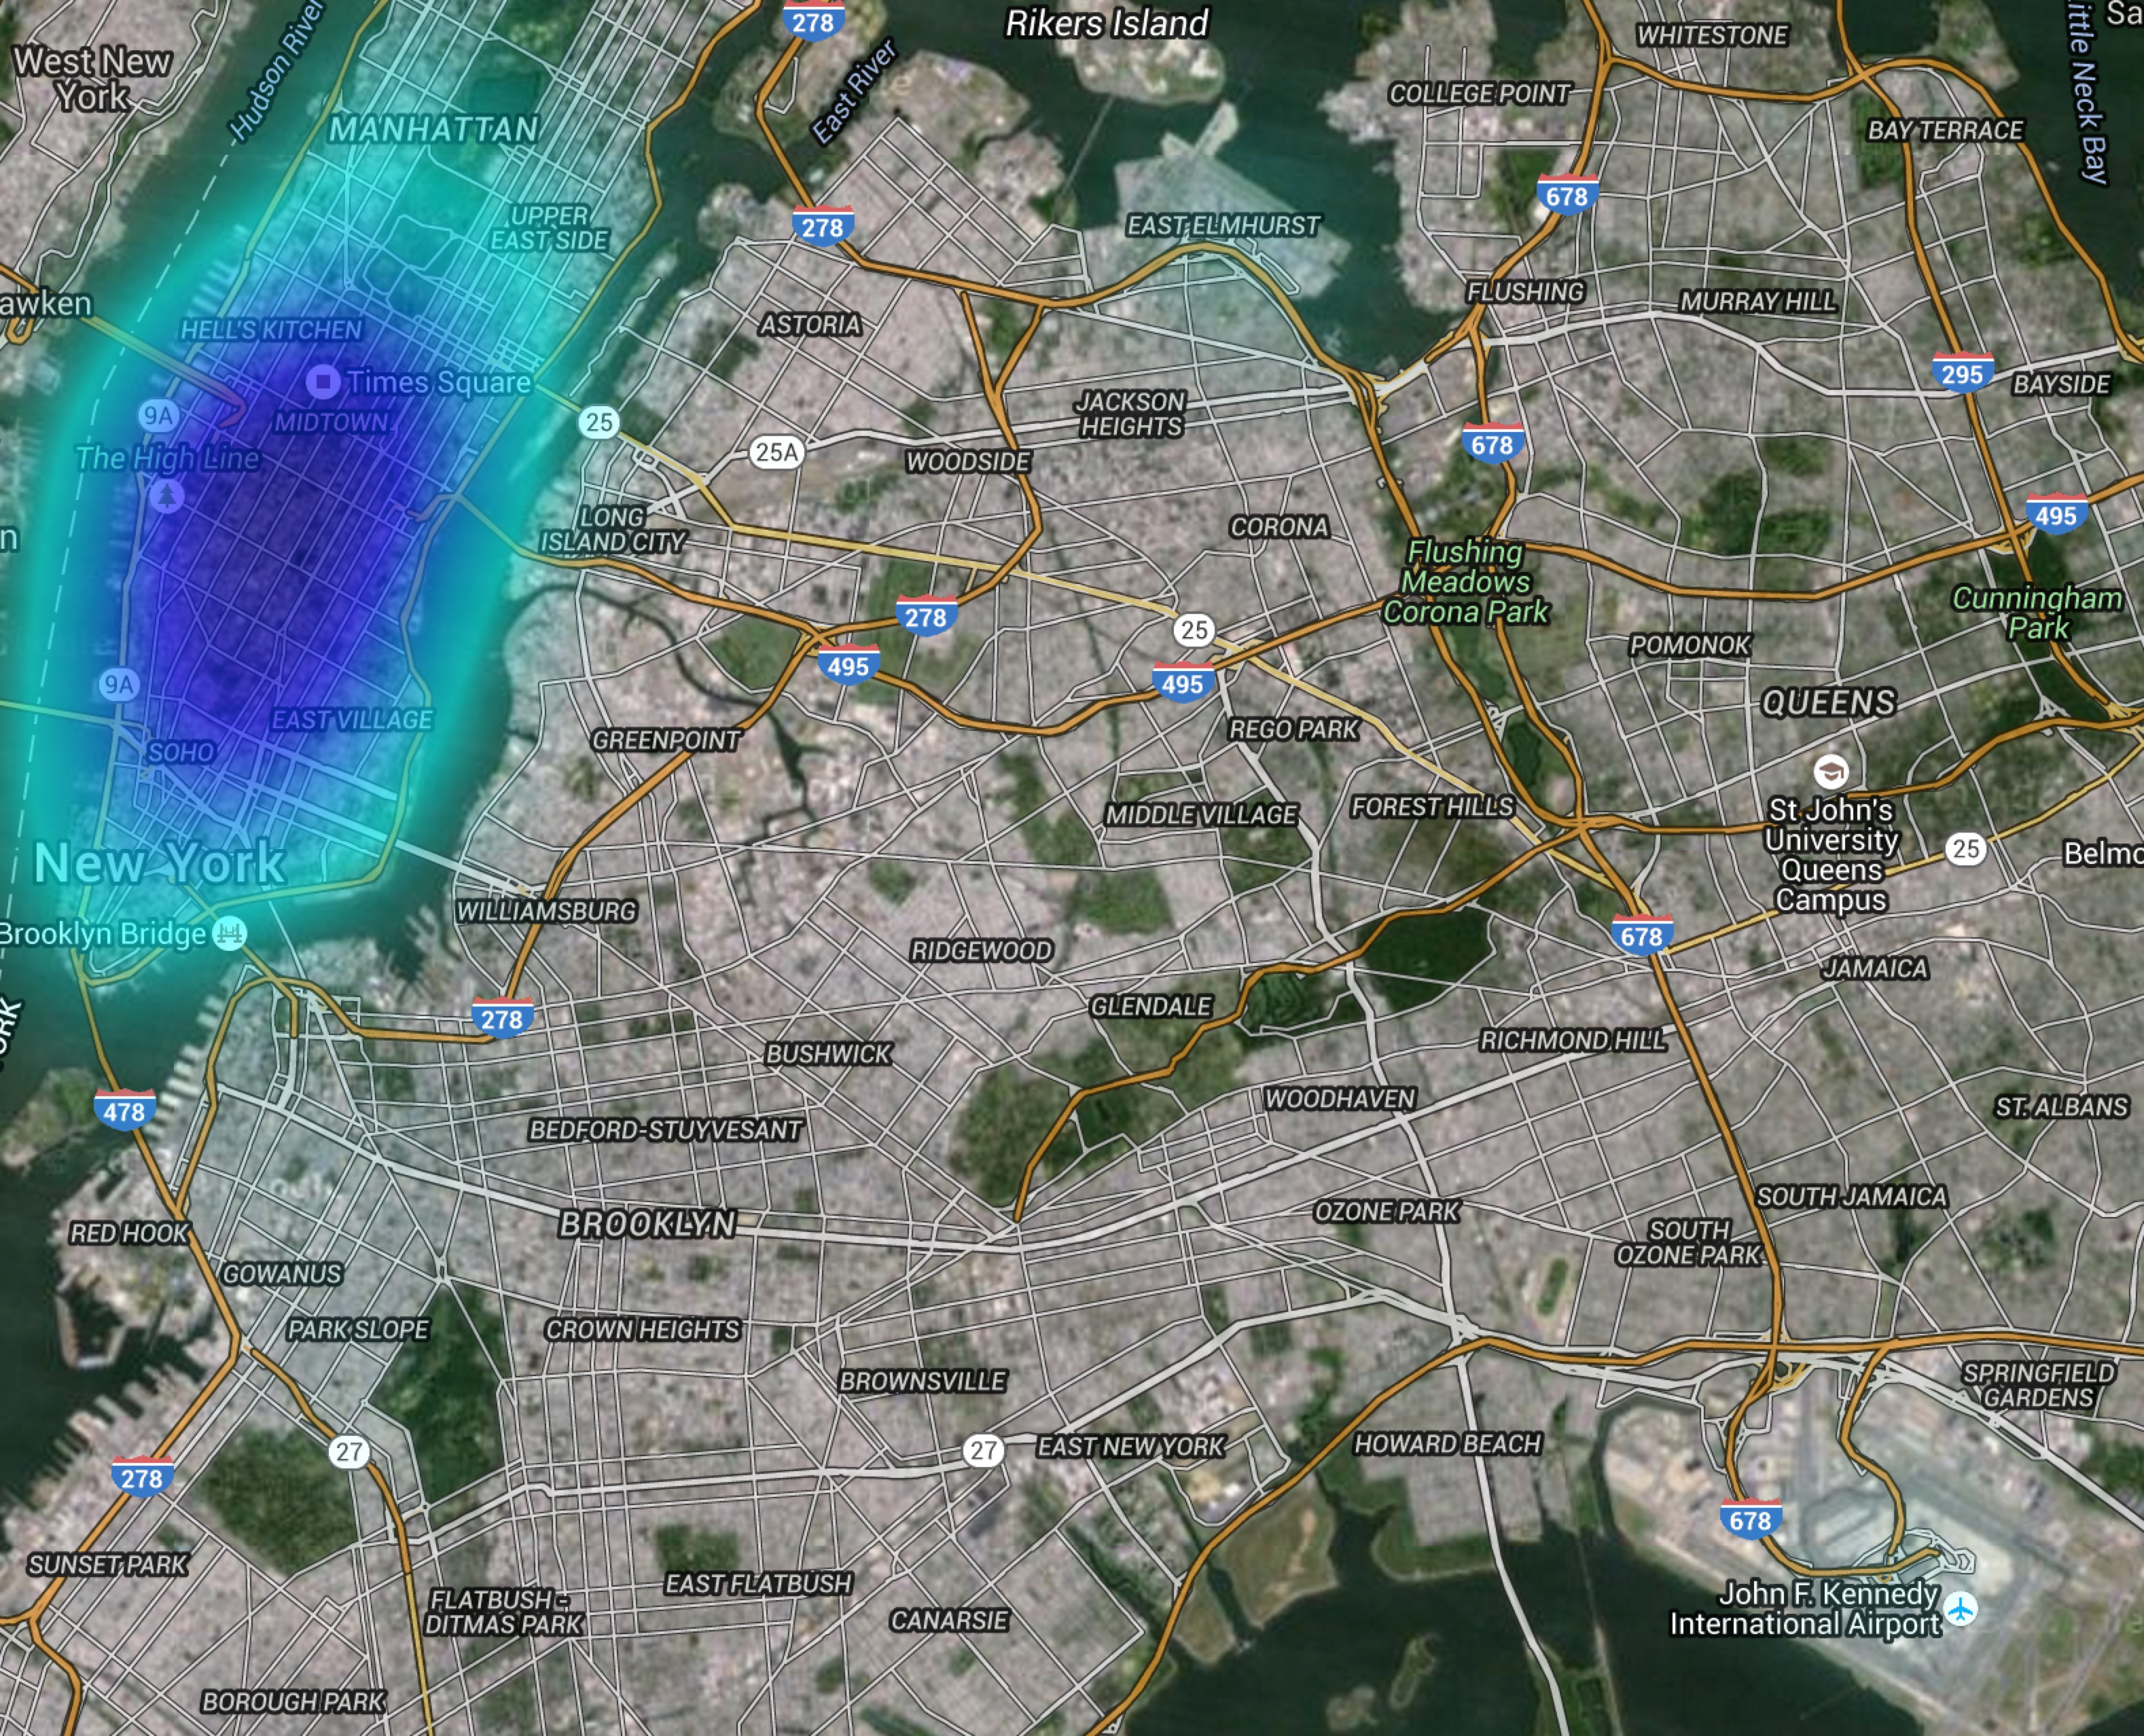 278
Rikers Island
WHITESTONE
Sa
West New
York
Hudson River
East River
COLLEGE POINT
Little Neck Bay
MANHATTAN
BAY TERRACE
678
UPPER
EAST SIDE
278
EAST ELMHURST
FLUSHING
MURRAY HILL
awken
HELL'S KITCHEN
ASTORIA
Times Square
295
BAYSIDE
9A
MIDTOWN
25
JACKSON
HEIGHTS
678
The High Line
25A
WOODSIDE
495
LONG
ISLAND CITY
CORONA
n
Flushing
Meadows
Corona Park
Cunningham
Park
278
25
POMONOK
495
495
9A
QUEENS
EAST VILLAGE
SOHO
GREENPOINT
REGO PARK
MIDDLE VILLAGE
FOREST HILLS
St John's
University
Queens
Campus
25
Belmo
New York
WILLIAMSBURG
Brooklyn Bridge
678
RIDGEWOOD
JAMAICA
GLENDALE
278
ORK
RICHMOND HILL
BUSHWICK
478
WOODHAVEN
ST. ALBANS
BEDFORD-STUYVESANT
SOUTH JAMAICA
OZONE PARK
BROOKLYN
RED HOOK
SOUTH
OZONE PARK
GOWANUS
PARK SLOPE
CROWN HEIGHTS
BROWNSVILLE
SPRINGFIELD
GARDENS
27
27
EAST NEW YORK
HOWARD BEACH
278
678
SUNSET PARK
EAST FLATBUSH
FLATBUSH -
DITMAS PARK
CANARSIE
John F. Kennedy
International Airport
BOROUGH PARK